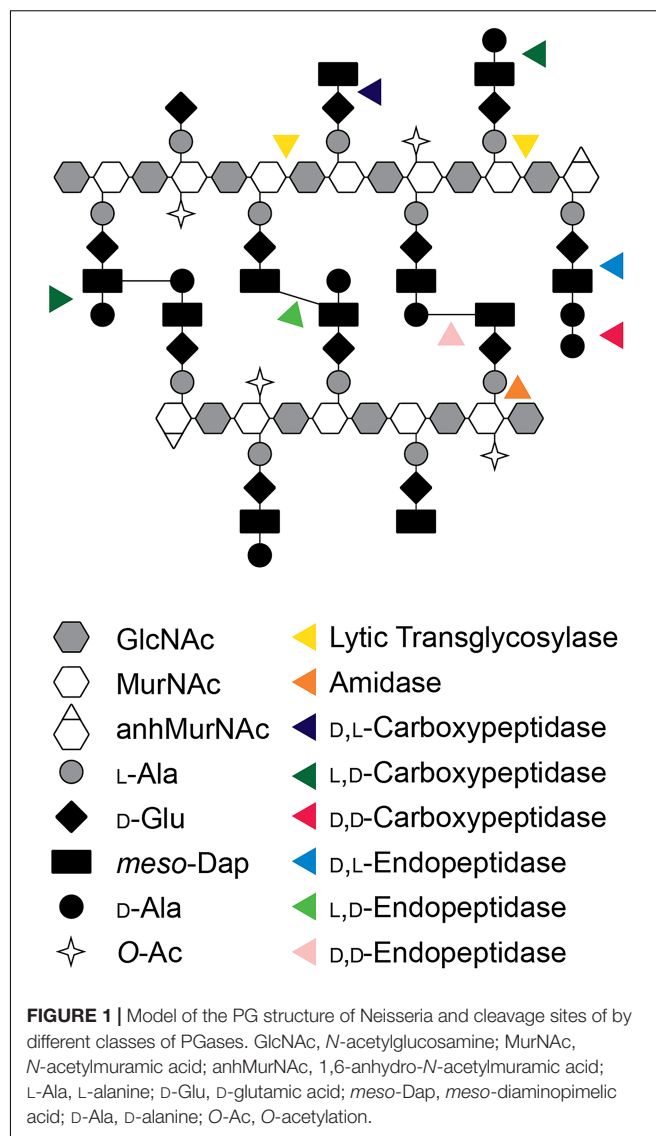 GlcNAc
MurNAc
anhMurNAc
L-Ala
D-Glu
meso-Dap
D-Ala
O-Ac
Lytic Transglycosylase
Amidase
D,L-Carboxypeptidase
L,D-Carboxypeptidase
D,D-Carboxypeptidase
D,L-Endopeptidase
L,D-Endopeptidase
D,D-Endopeptidase
FIGURE 1 | Model of the PG structure of Neisseria and cleavage sites of by
different classes of PGases. GlcNAc, N-acetylglucosamine; MurNAc,
N-acetylmuramic acid; anhMurNAc, 1,6-anhydro-N-acetylmuramic acid;
L-Ala, L-alanine; D-Glu, D-glutamic acid; meso-Dap, meso-diaminopimelic
acid; D-Ala, D-alanine; O-Ac, O-acetylation.